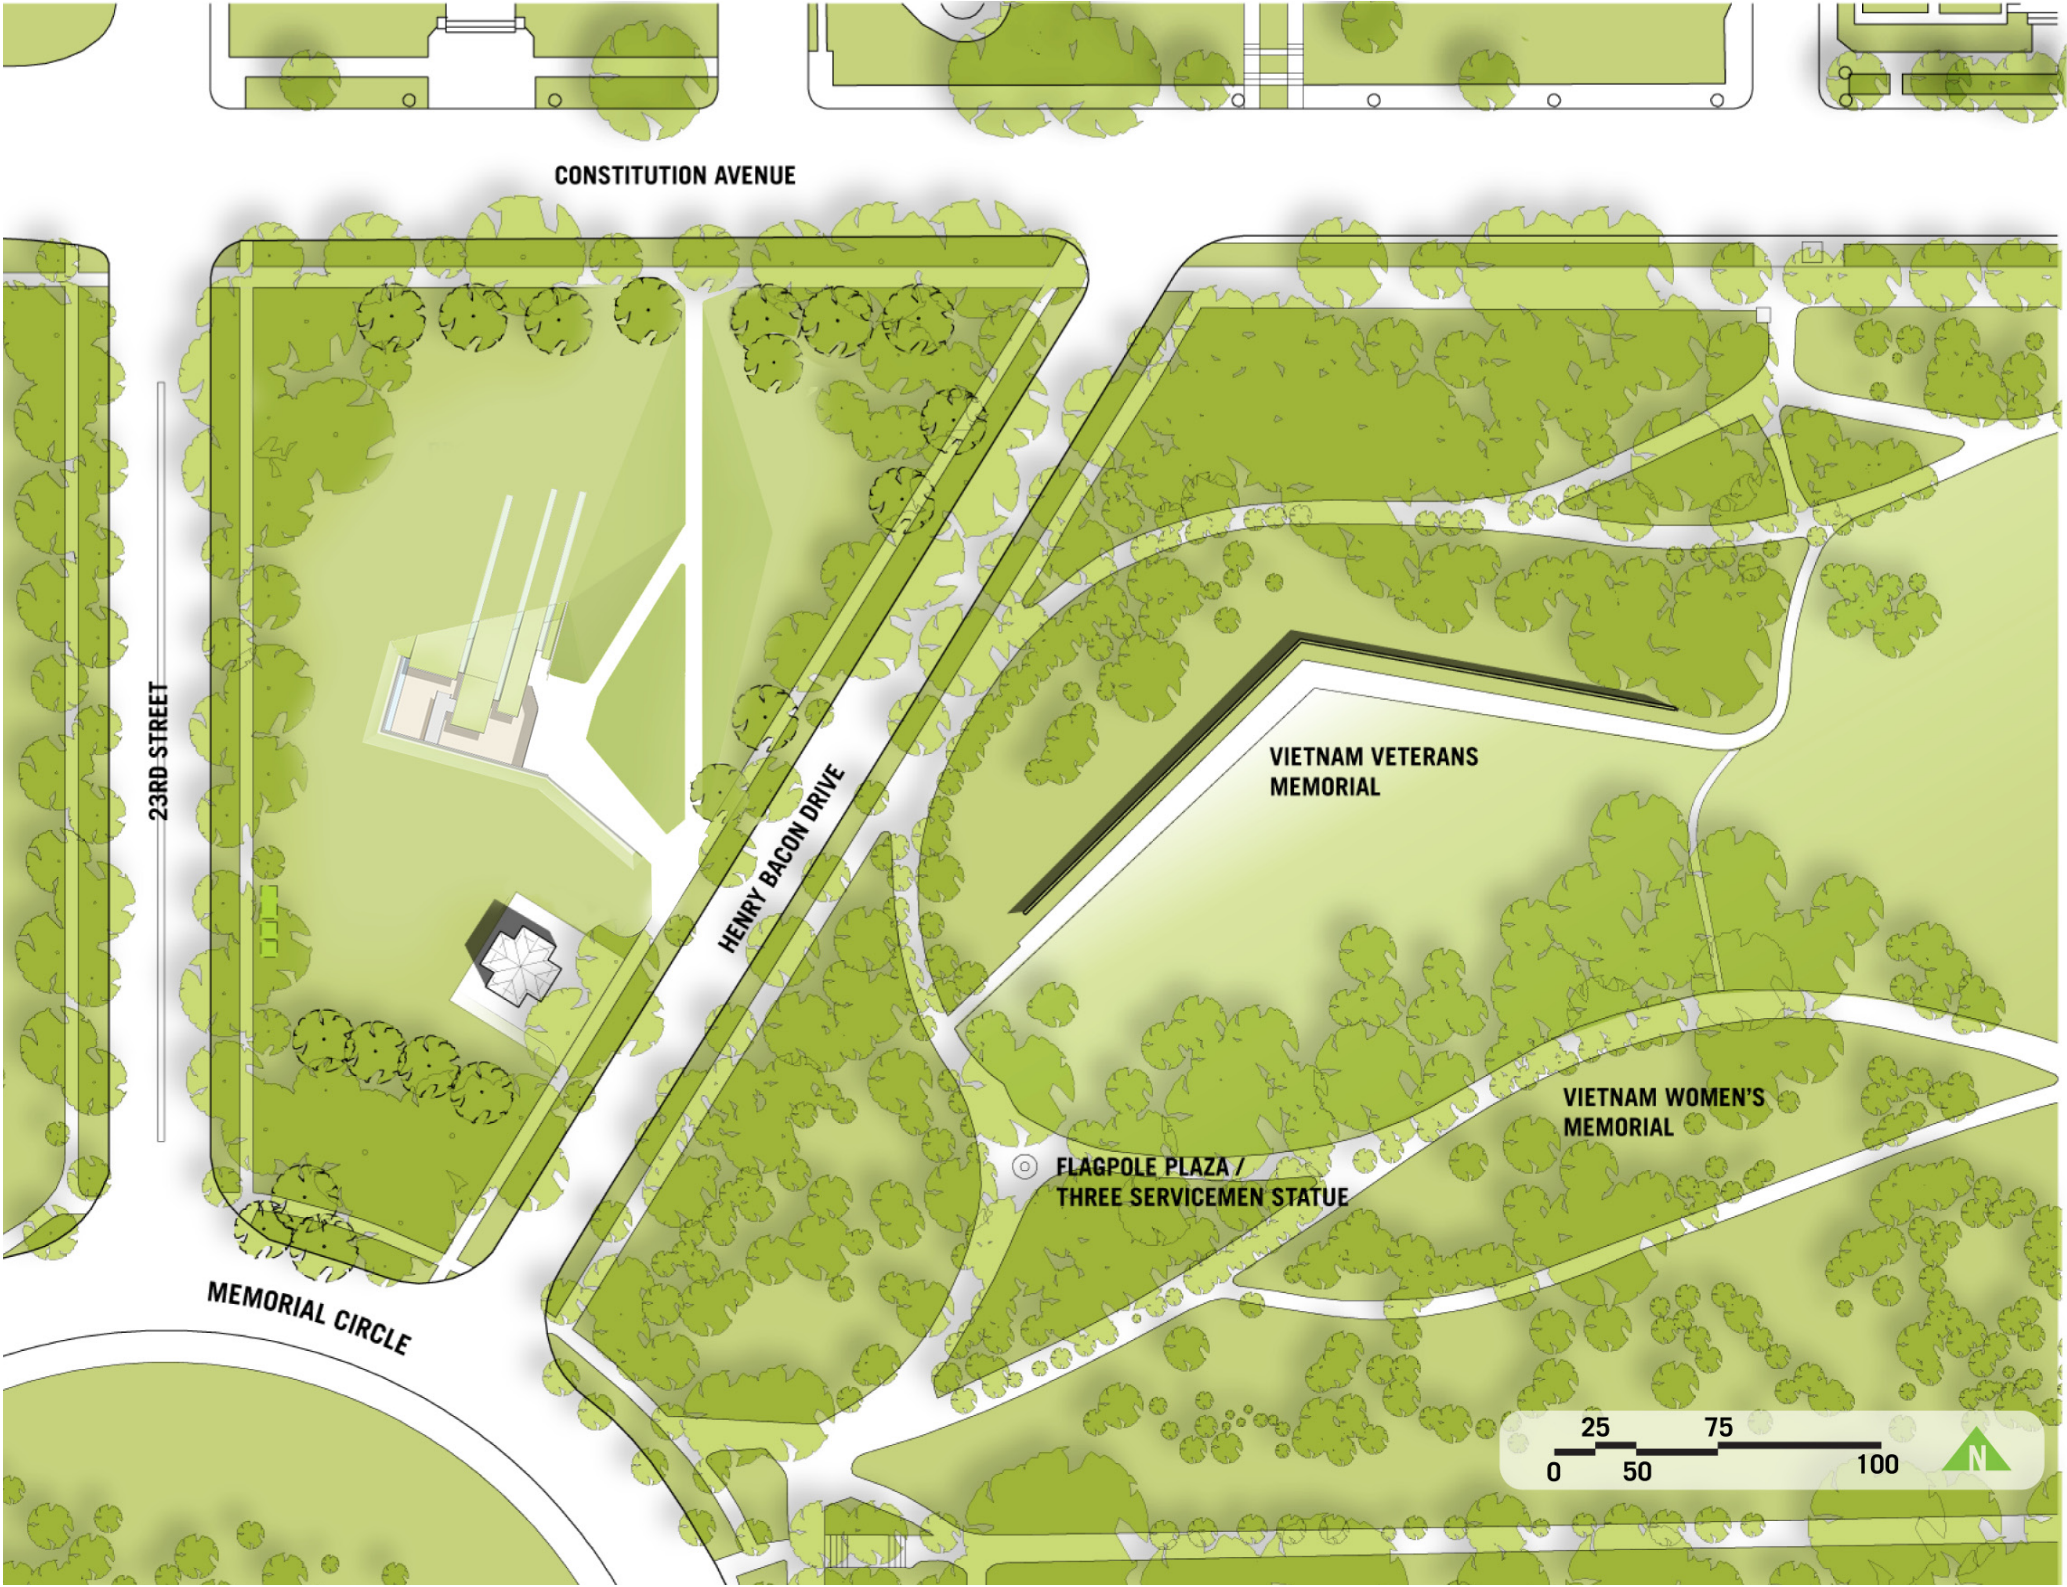 CONSTITUTION AVENUE
23RD STREET
HENRY BACON DRIVE
VIETNAM VETERANS
MEMORIAL
VIETNAM WOMEN'S
MEMORIAL
FLAGPOLE PLAZA /
THREE SERVICEMEN STATUE
MEMORIAL CIRCLE
25 75
0 50 100
N